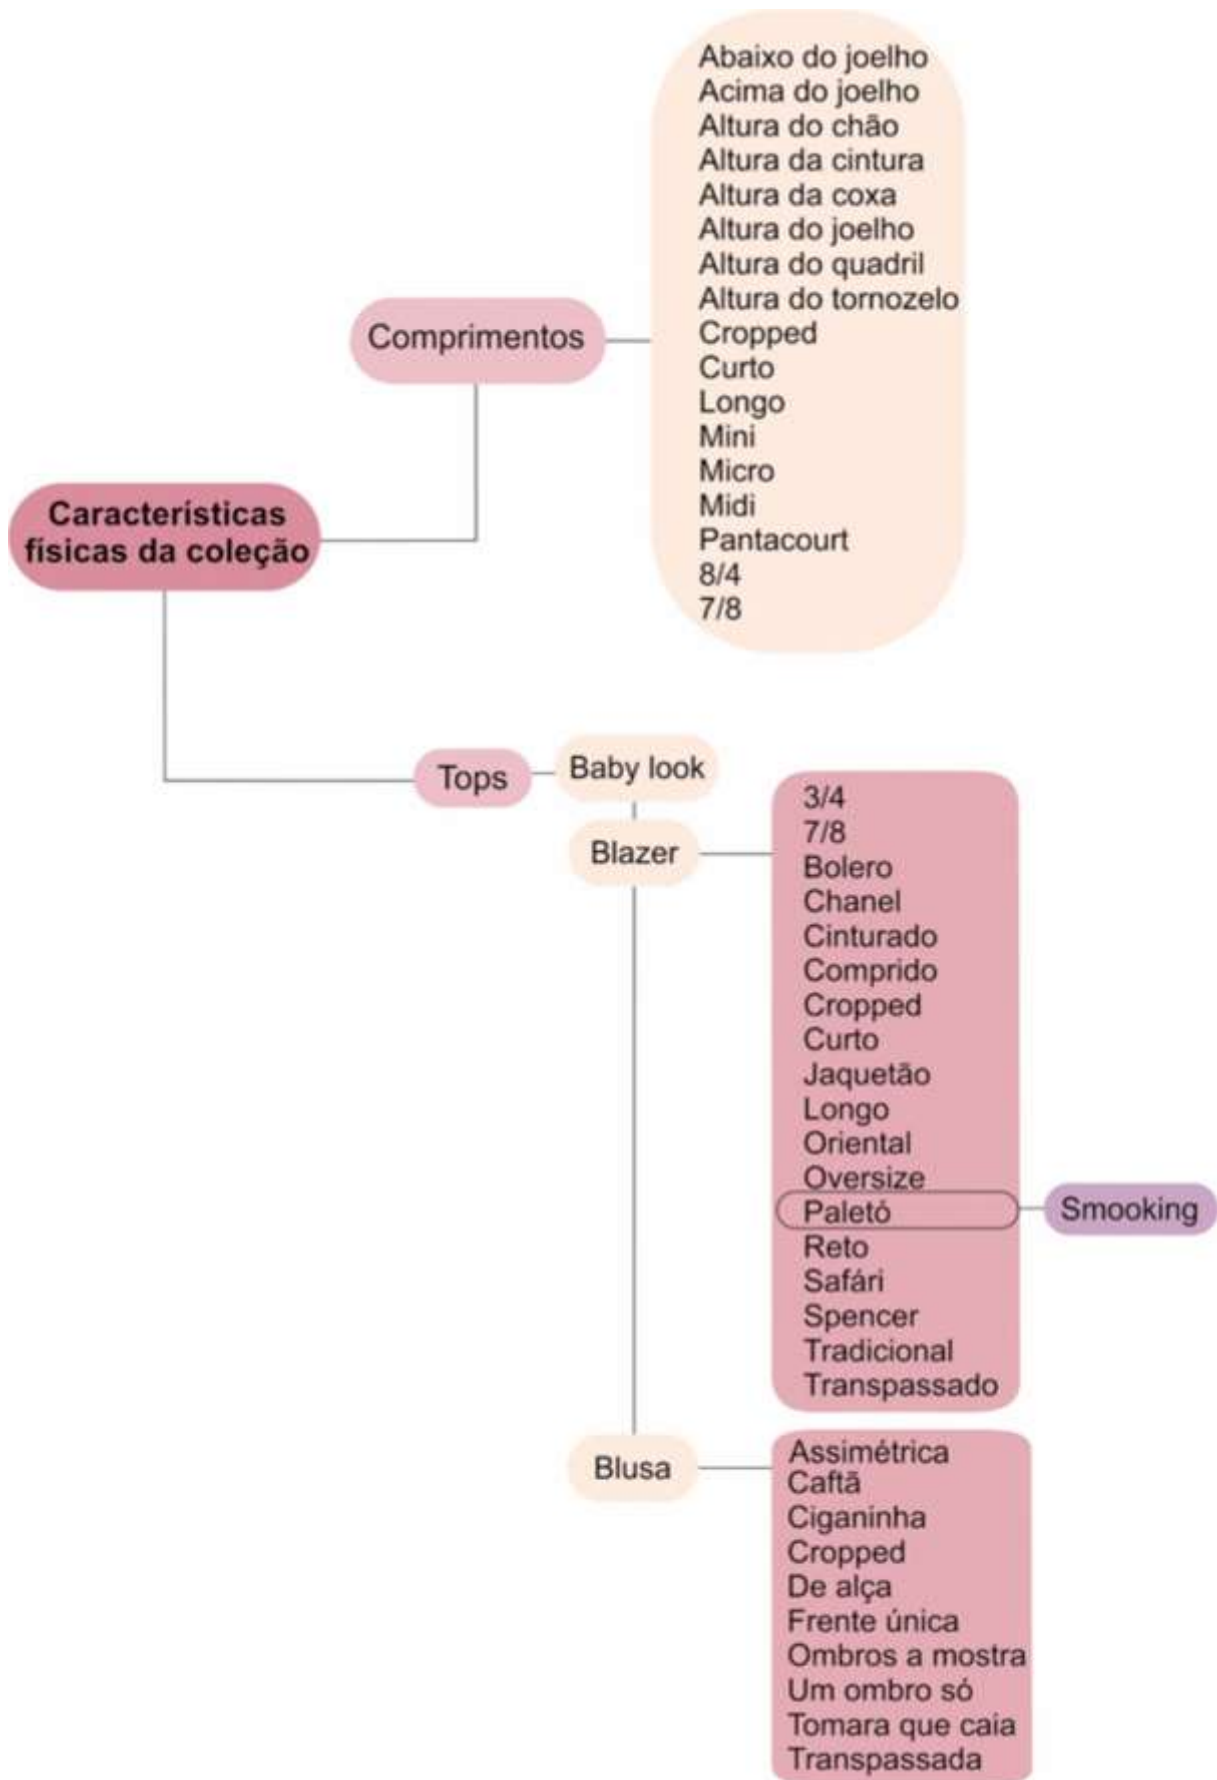 Abaixo do joelho
Acima do joelho
Altura do chão
Altura da cintura
Altura da coxa
Altura do joelho
Altura do quadril
Altura do tornozelo
Cropped
Curto
Longo
Mini
Micro
Midi
Pantacourt
8/4
7/8
Comprimentos
Características
físicas da coleção
Tops
Baby look
Blazer
3/4
7/8
Bolero
Chanel
Cinturado
Comprido
Cropped
Curto
Jaquetão
Longo
Oriental
Oversize
Paletó
Reto
Safári
Spencer
Tradicional
Transpassado
Smooking
Blusa
Assimétrica
Caftã
Ciganinha
Cropped
De alça
Frente única
Ombros a mostra
Um ombro só
Tomara que caia
Transpassada